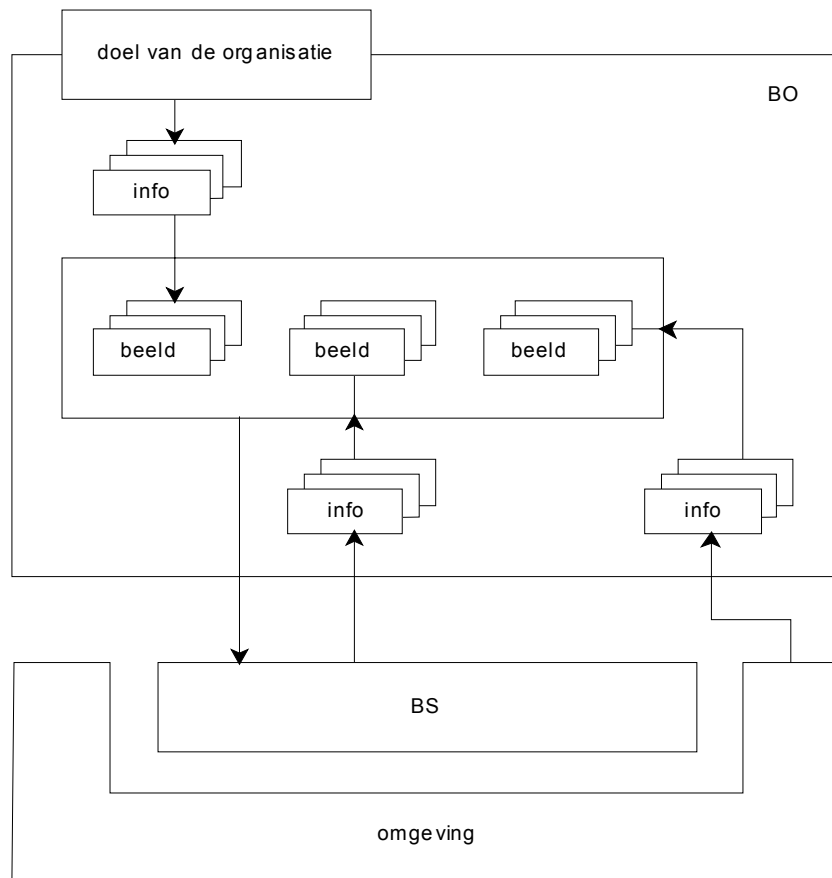 doel van de organisatie
BO
info
beeld
beeld
beeld
info
info
BS
omgeving